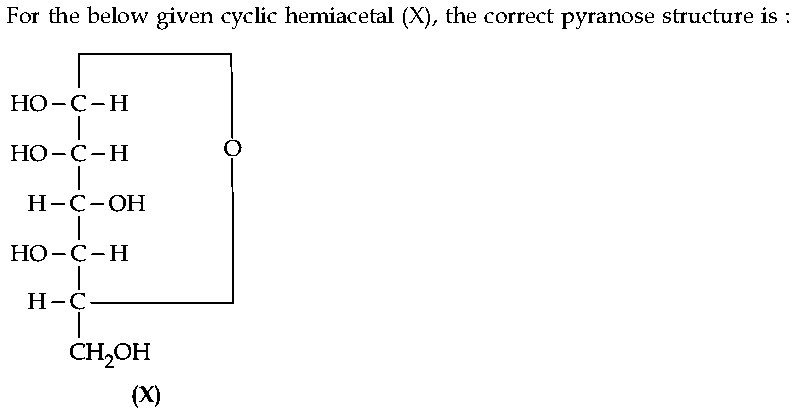 For the below given cyclic hemiacetal (X), the correct pyranose structure is :
HO-C-H
HO-C-H
O
H-C-OH
HO-C-H
H-C
CH₂OH
(X)